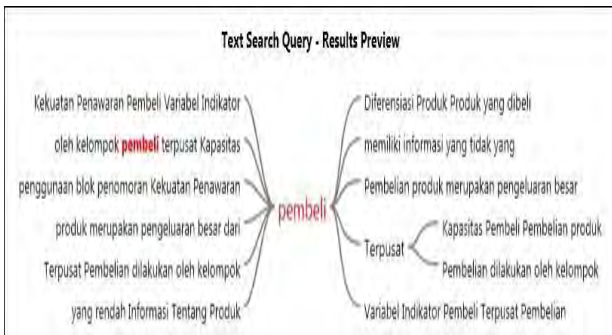 Text Search Query - Results Preview
Kekuatan Penawaran Pembeli Variabel Indikator
oleh kelompok pembeli terpusat Kapasitas
penggunaan blok penomoran Kekuatan Penawaran
produk merupakan pengeluaran besar dari
Terpusat Pembelian dilakukan oleh kelompok
yang rendah Informasi Tentang Produk
pembeli
Diferensiasi Produk Produk yang dibeli
memiliki informasi yang tidak yang
Pembelian produk merupakan pengeluaran besar
Terpusat
Kapasitas Pembeli Pembelian produk
Pembelian dilakukan oleh kelompok
Variabel Indikator Pembeli Terpusat Pembelian